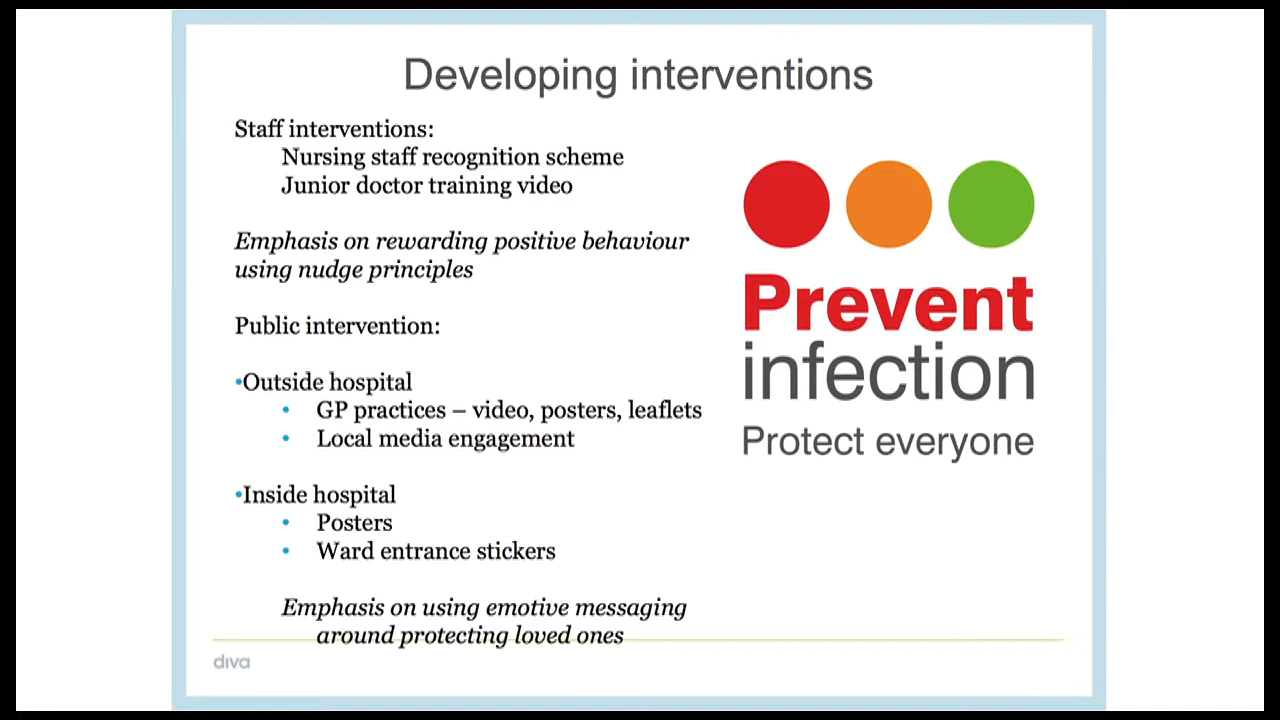 Developing interventions
Staff interventions:
Nursing staff recognition scheme
Junior doctor training video
Emphasis on rewarding positive behaviour
using nudge principles
Public intervention:
•Outside hospital
• GP practices – video, posters, leaflets
• Local media engagement
•Inside hospital
• Posters
• Ward entrance stickers
Emphasis on using emotive messaging
around protecting loved ones
Prevent
infection
Protect everyone
diva